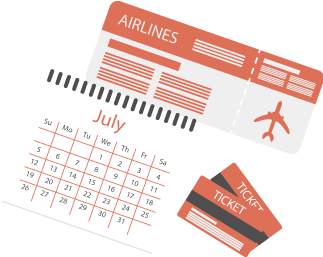 AIRLINES
July
Su Mo Tu We Th Fr Sa
1 2 3 4
5 6 7 8 9 10 11
12 13 14 15 16 17 18
19 20 21 22 23 24 25
26 27 28 29 30 31
TICKET
TICKET